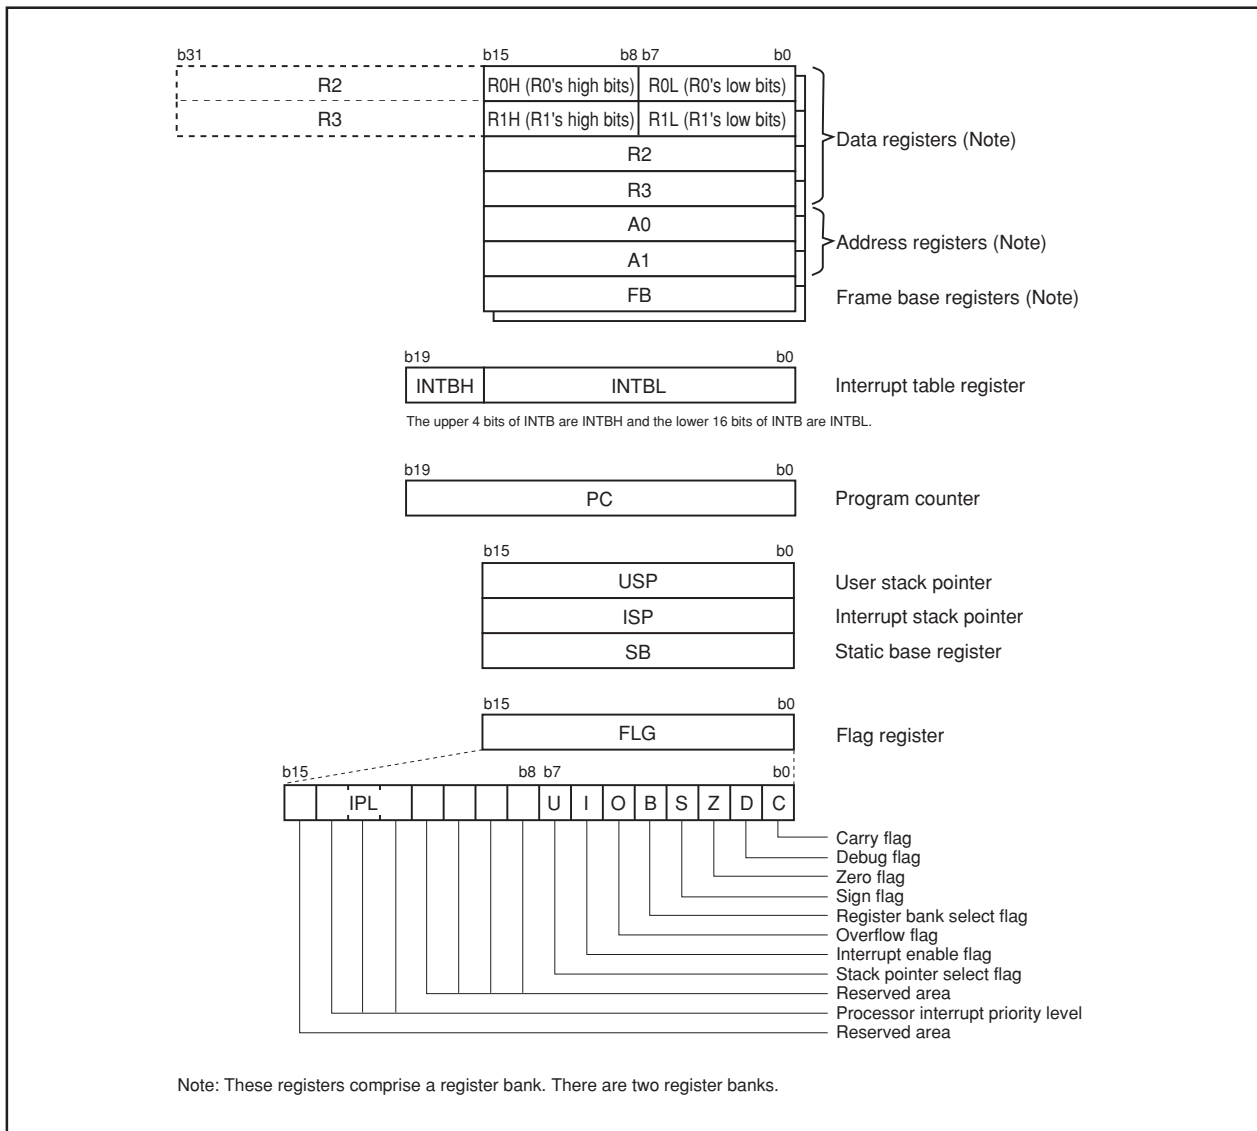 b31 b15 b8 b7 b0
R2 R0H (R0's high bits) R0L (R0's low bits)
R3 R1H (R1's high bits) R1L (R1's low bits)
Data registers (Note)
R2
R3
A0
Address registers (Note)
A1
FB Frame base registers (Note)
b19 b0
INTBH INTBL Interrupt table register
The upper 4 bits of INTB are INTBH and the lower 16 bits of INTB are INTBL.
b19 b0
PC Program counter
b15 b0
USP User stack pointer
ISP Interrupt stack pointer
SB Static base register
b15 b0
FLG Flag register
b15 b8 b7 b0
IPL U I O B S Z D C
Carry flag
Debug flag
Zero flag
Sign flag
Register bank select flag
Overflow flag
Interrupt enable flag
Stack pointer select flag
Reserved area
Processor interrupt priority level
Reserved area
Note: These registers comprise a register bank. There are two register banks.